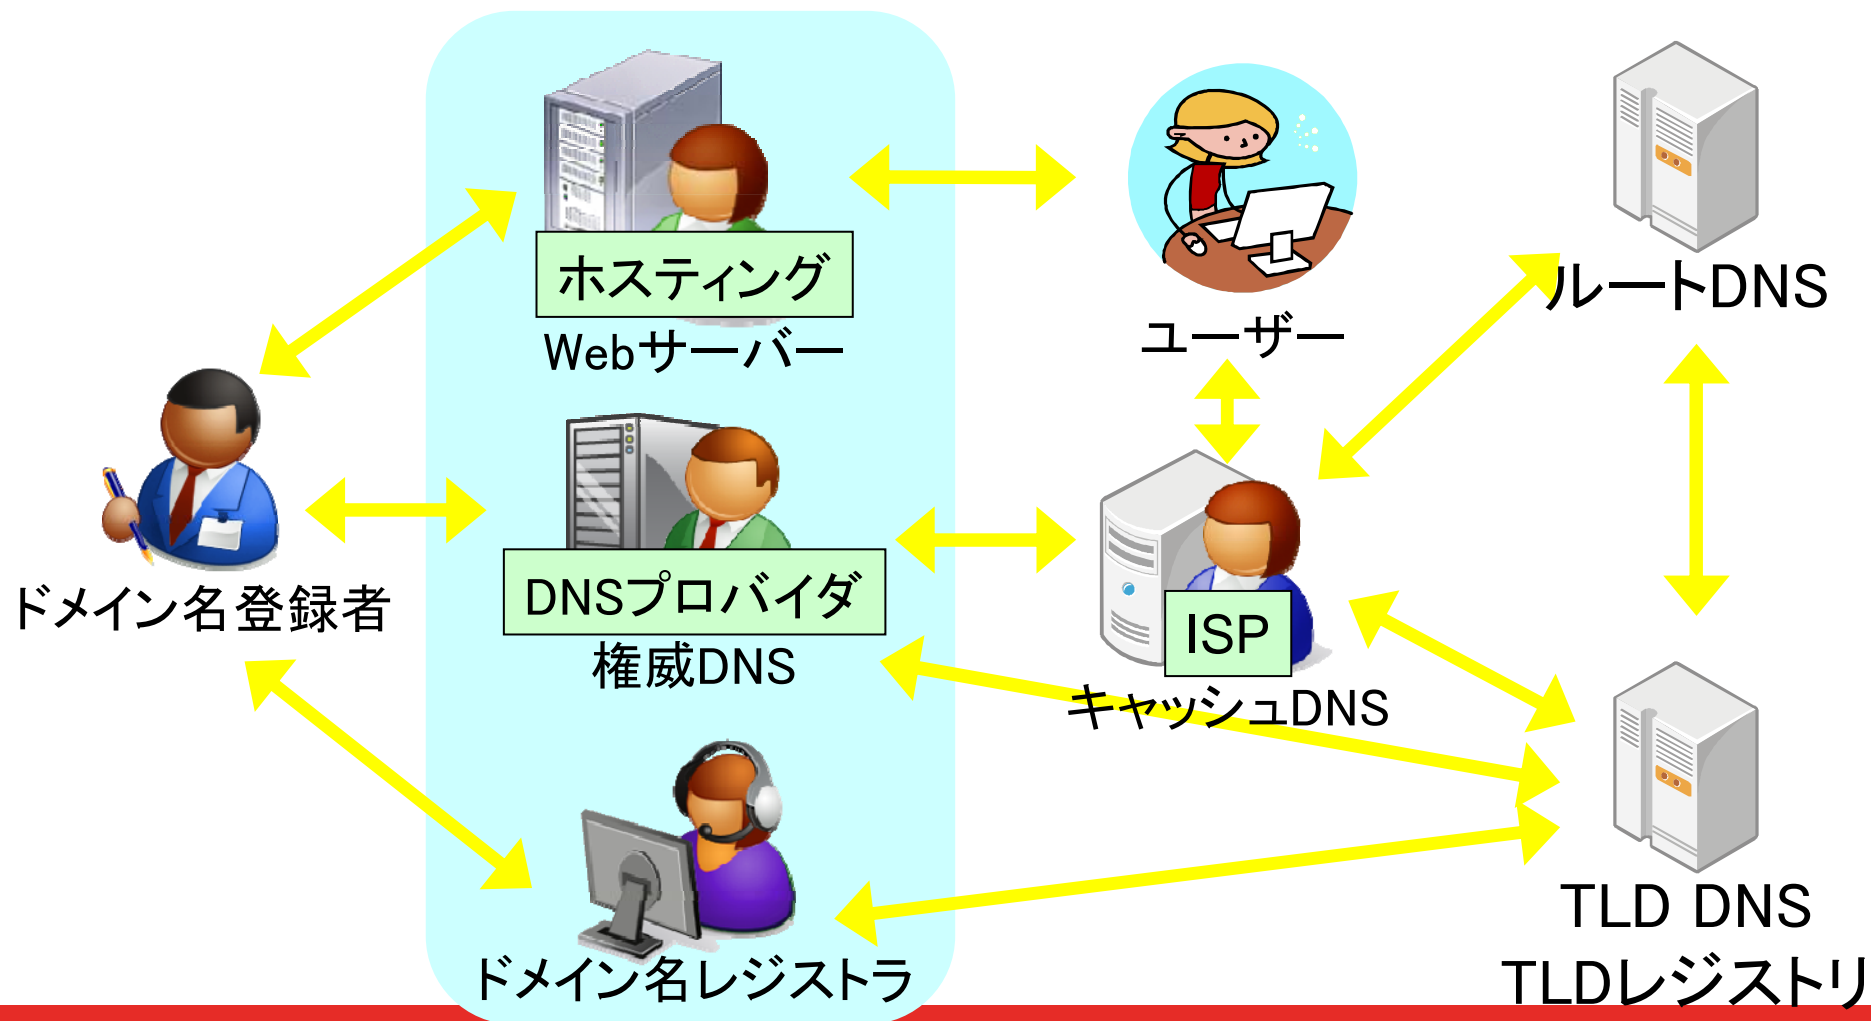 ホスティング
Webサーバー
ユーザー
ルートDNS
ドメイン名登録者
DNSプロバイダ
権威DNS
ISP
キャッシュDNS
ドメイン名レジストラ
TLD DNS
TLDレジストリ